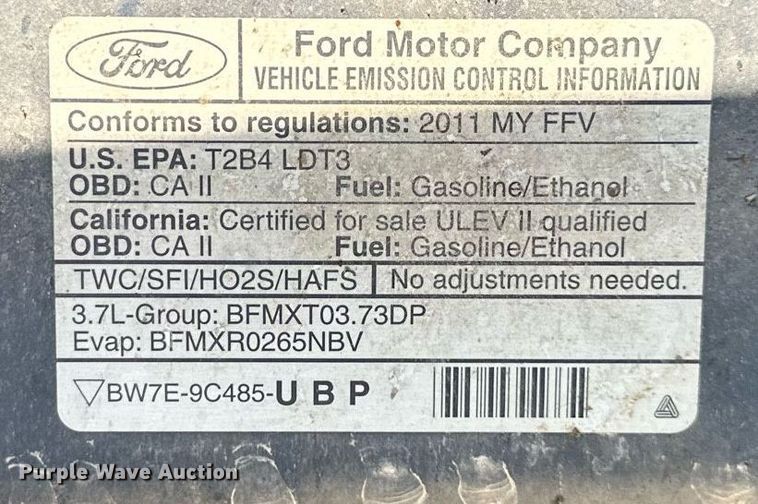 Ford
Ford Motor Company
VEHICLE EMISSION CONTROL INFORMATION
Conforms to regulations: 2011 MY FFV
U.S. EPA: T2B4 LDT3
OBD: CA II Fuel: Gasoline/Ethanol
California: Certified for sale ULEV II qualified
OBD: CA II Fuel: Gasoline/Ethanol
TWC/SFI/HO2S/HAFS No adjustments needed.
3.7L-Group: BFMXT03.73DP
Evap: BFMXR0265NBV
BW7E-9C485-U B P
Purple Wave Auction